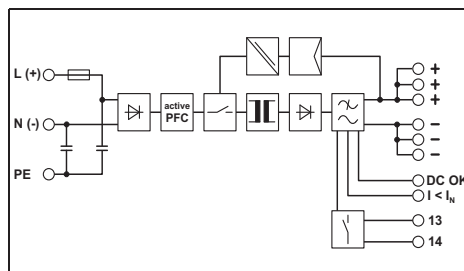 L (+)
N (-)
PE
active
PFC
+
+
+
−
−
−
DC OK
I < I_N
13
14